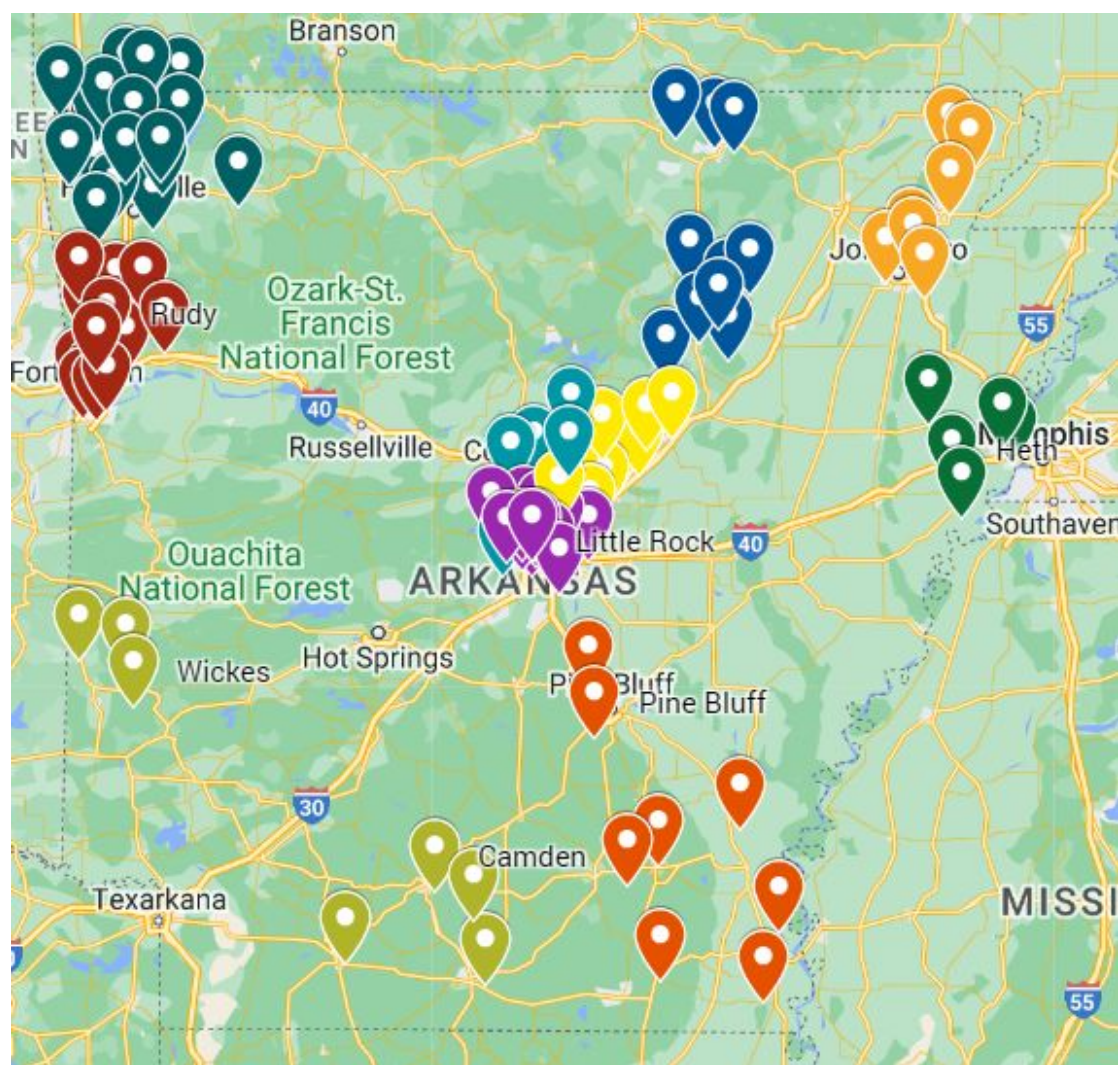 Branson
Rudy
Ozark-St.
Francis
National Forest
55
40
Russellville
Heth
Southaven
Little Rock
40
Ouachita
National Forest
ARKANSAS
Hot Springs
Wickes
Pine Bluff
30
Camden
Texarkana
MISSI
55